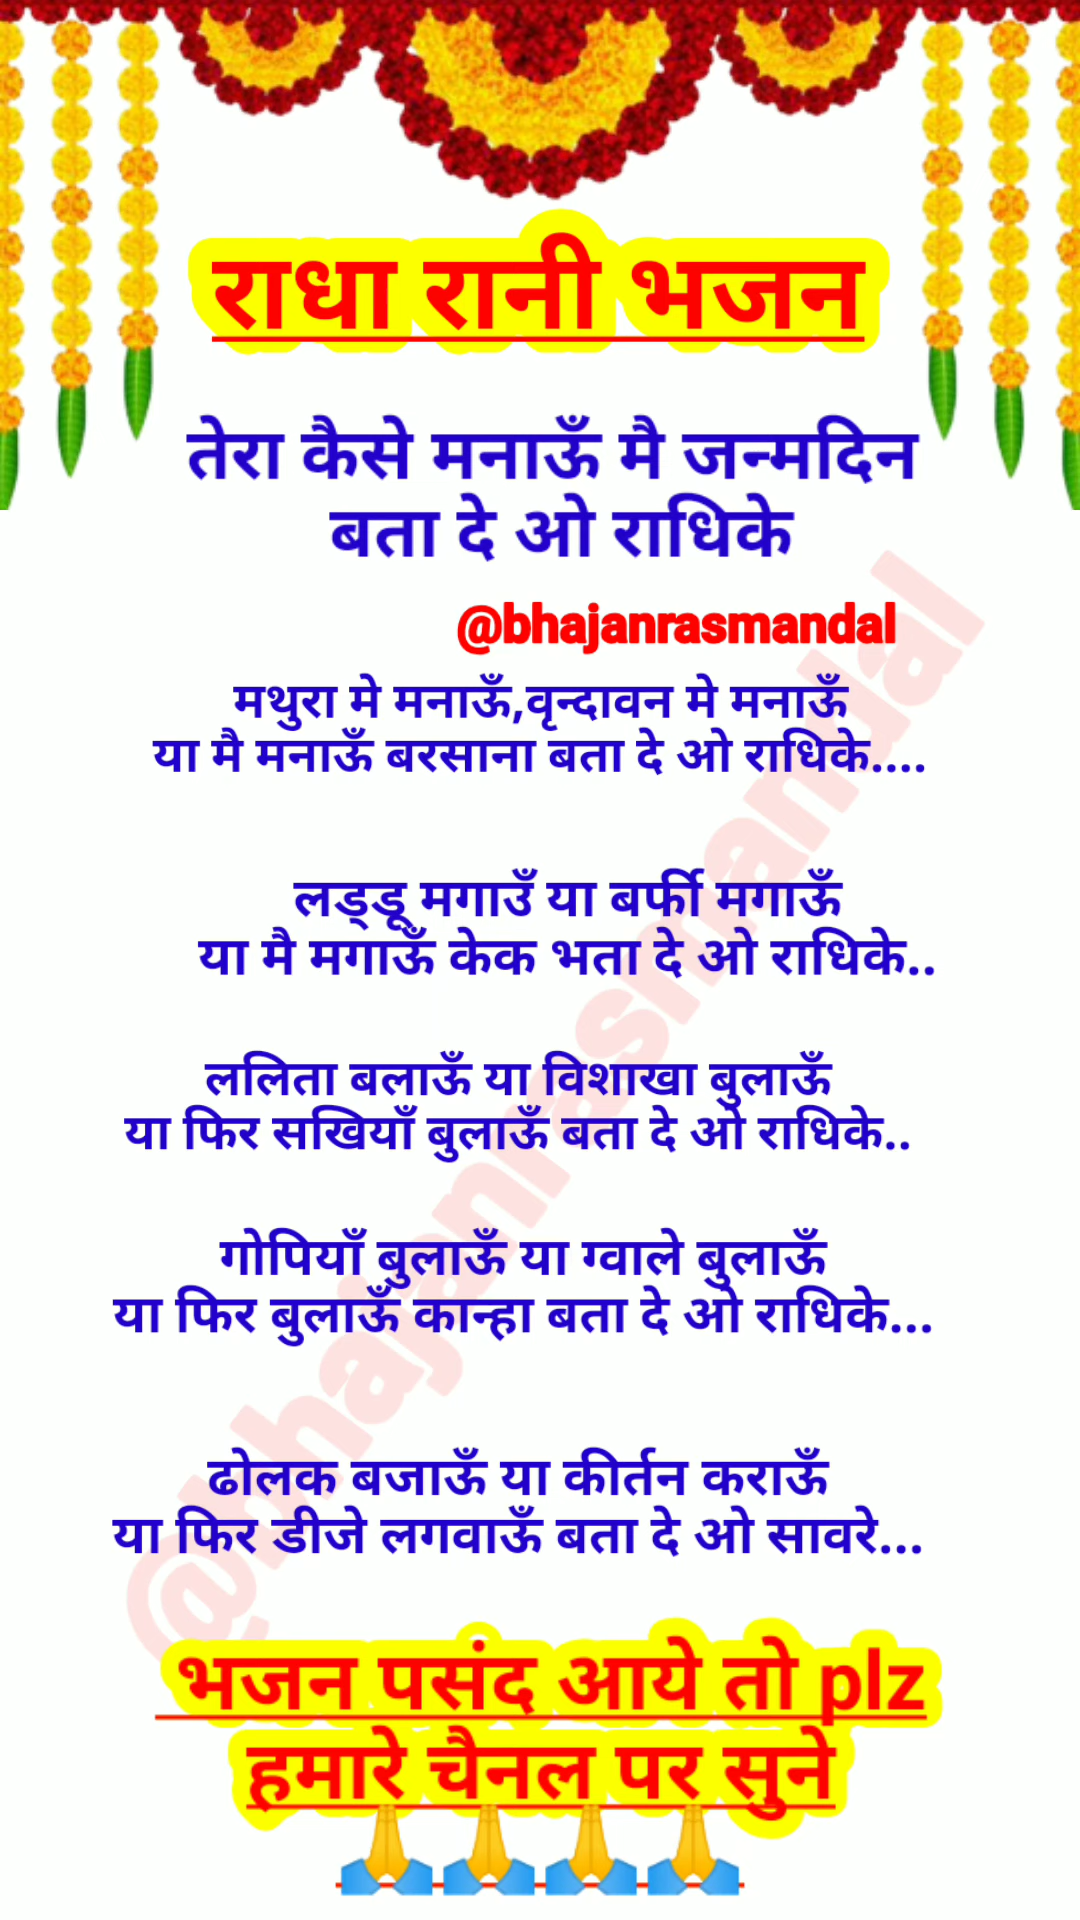 राधा रानी भजन
तेरा कैसे मनाऊँ मै जन्मदिन
बता दे ओ राधिके
@bhajanrasmandal
मथुरा मे मनाऊँ,वृन्दावन मे मनाऊँ
या मै मनाऊँ बरसाना बता दे ओ राधिके....
लड्डू मगाउँ या बर्फी मगाऊँ
या मै मगाऊँ केक भता दे ओ राधिके..
ललिता बलाऊँ या विशाखा बुलाऊँ
या फिर सखियाँ बुलाऊँ बता दे ओ राधिके..
गोपियाँ बुलाऊँ या ग्वाले बुलाऊँ
या फिर बुलाऊँ कान्हा बता दे ओ राधिके...
ढोलक बजाऊँ या कीर्तन कराऊँ
या फिर डीजे लगवाऊँ बता दे ओ सावरे...
भजन पसंद आये तो plz
हमारे चैनल पर सुने
🙏🙏🙏🙏
@bhajanrasmandal